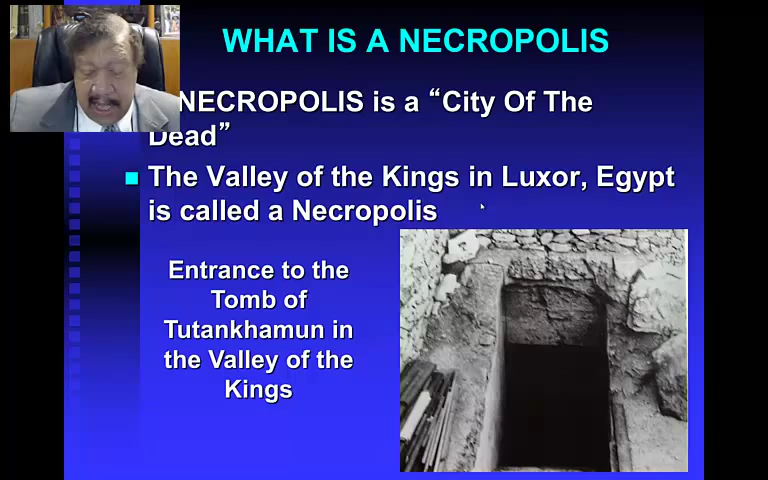 WHAT IS A NECROPOLIS
NECROPOLIS is a “City Of The
Dead”
The Valley of the Kings in Luxor, Egypt
is called a Necropolis
Entrance to the
Tomb of
Tutankhamun in
the Valley of the
Kings